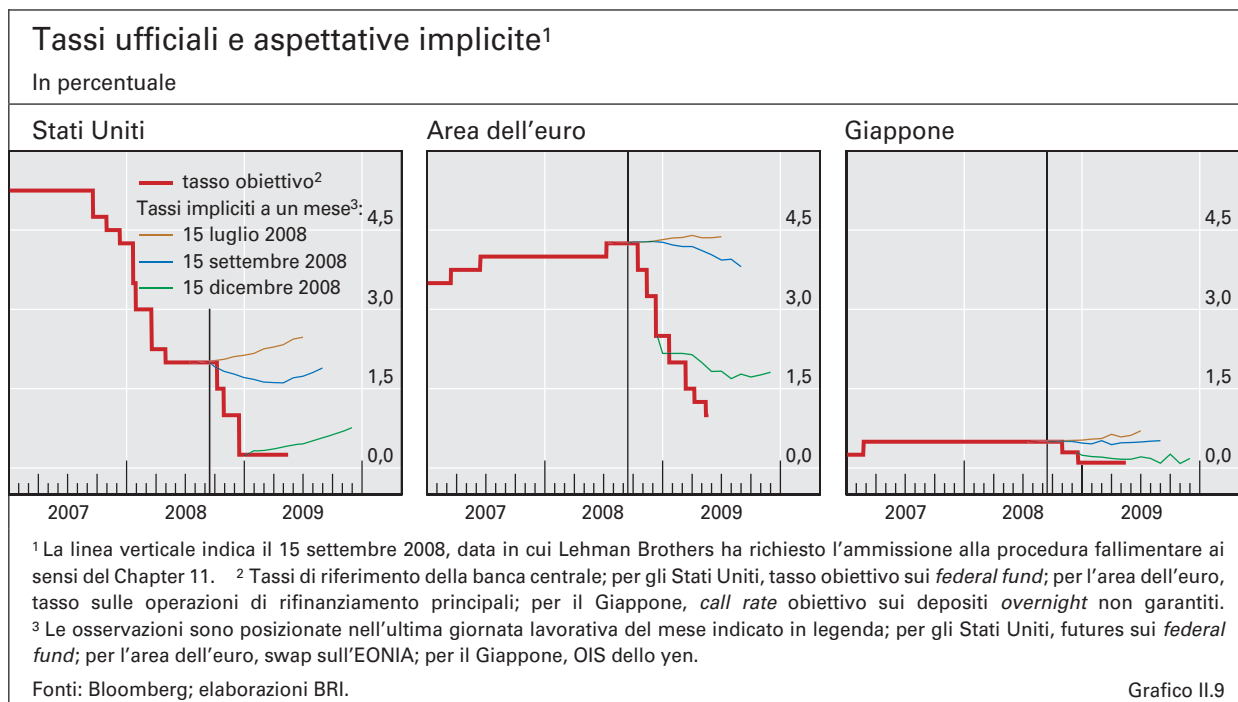 Tassi ufficiali e aspettative implicite¹
In percentuale
Stati Uniti
tasso obiettivo²
Tassi impliciti a un mese³:
15 luglio 2008
15 settembre 2008
15 dicembre 2008
4,5
3,0
1,5
0,0
2007 2008 2009
Area dell'euro
4,5
3,0
1,5
0,0
2007 2008 2009
Giappone
4,5
3,0
1,5
0,0
2007 2008 2009
¹ La linea verticale indica il 15 settembre 2008, data in cui Lehman Brothers ha richiesto l'ammissione alla procedura fallimentare ai
sensi del Chapter 11. ² Tassi di riferimento della banca centrale; per gli Stati Uniti, tasso obiettivo sui federal fund; per l'area dell'euro,
tasso sulle operazioni di rifinanziamento principali; per il Giappone, call rate obiettivo sui depositi overnight non garantiti.
³ Le osservazioni sono posizionate nell'ultima giornata lavorativa del mese indicato in legenda; per gli Stati Uniti, futures sui federal
fund; per l'area dell'euro, swap sull'EONIA; per il Giappone, OIS dello yen.
Fonti: Bloomberg; elaborazioni BRI. Grafico II.9